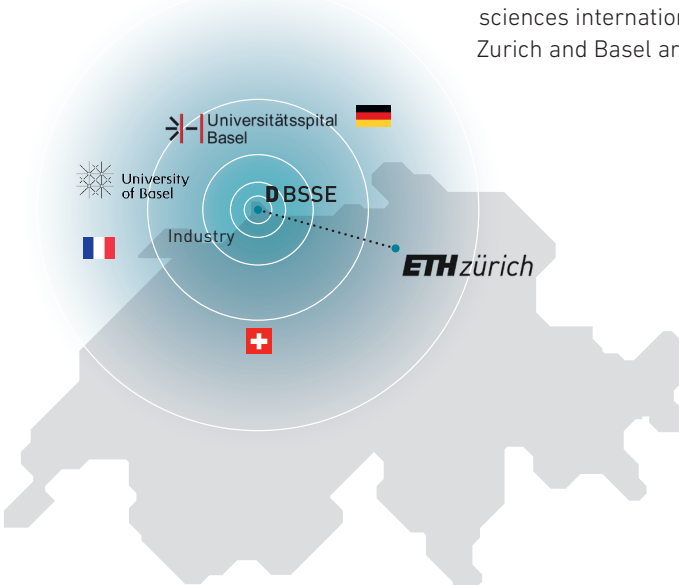 sciences internation
Zurich and Basel ar
Universitätsspital
Basel
University
of Basel
DBSSE
Industry
ETH zürich